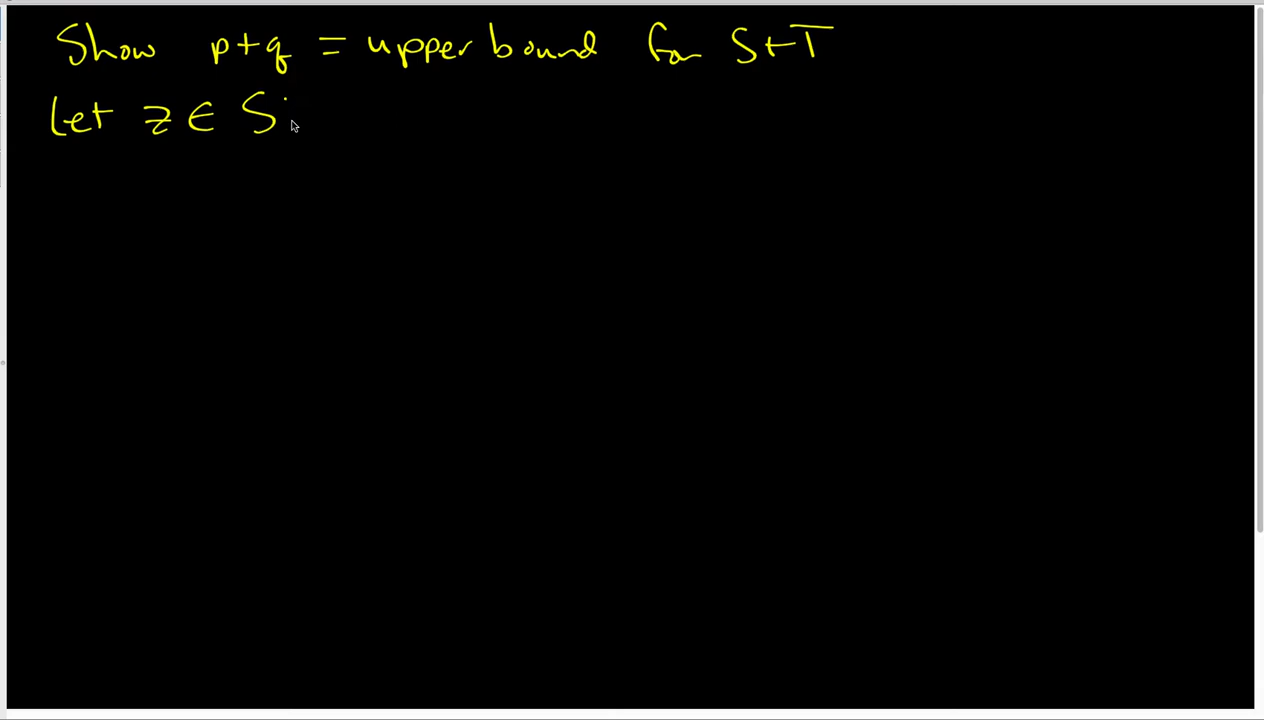 Show p+q = upper bound for S+T
Let z ∈ S